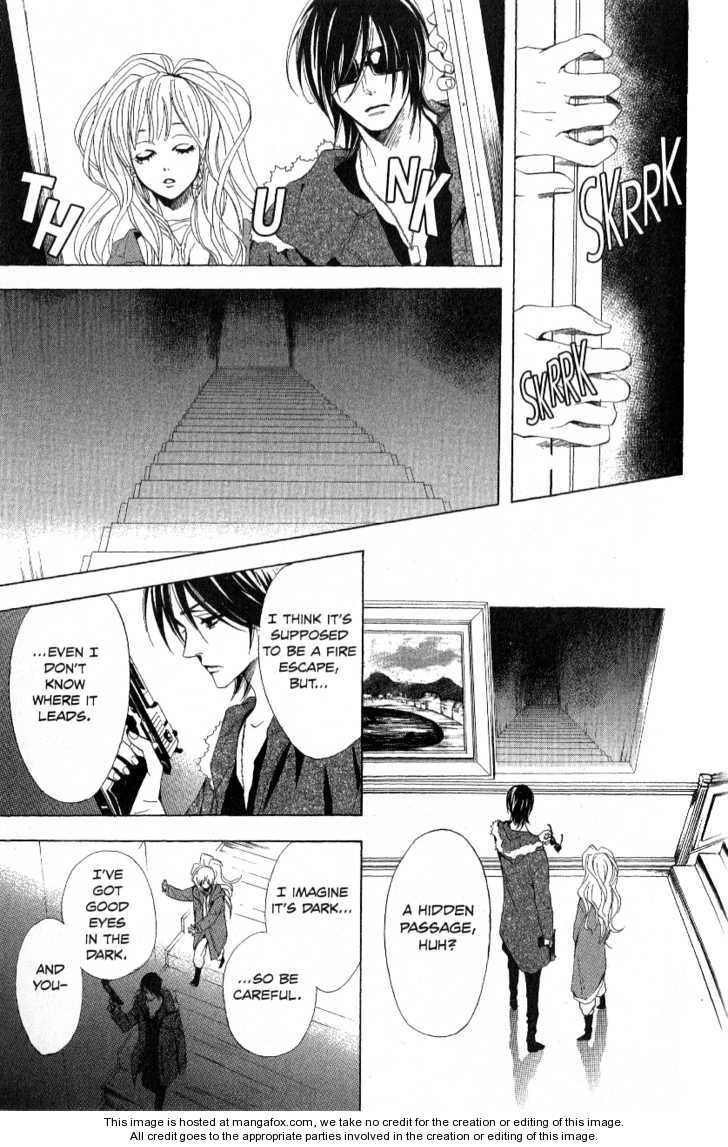 SKRRK
SKRRK
THUNK
A HIDDEN
PASSAGE,
HUH?
I THINK IT'S
SUPPOSED
TO BE A FIRE
ESCAPE,
BUT...
...EVEN I
DON'T
KNOW
WHERE IT
LEADS.
I IMAGINE
IT'S DARK...
...SO BE
CAREFUL.
I'VE
GOT
GOOD
EYES
IN THE
DARK.
AND
YOU-
This image is hosted at mangafox.com, we take no credit for the creation or editing of this image.
All credit goes to the appropriate parties involved in the creation or editing of this image.